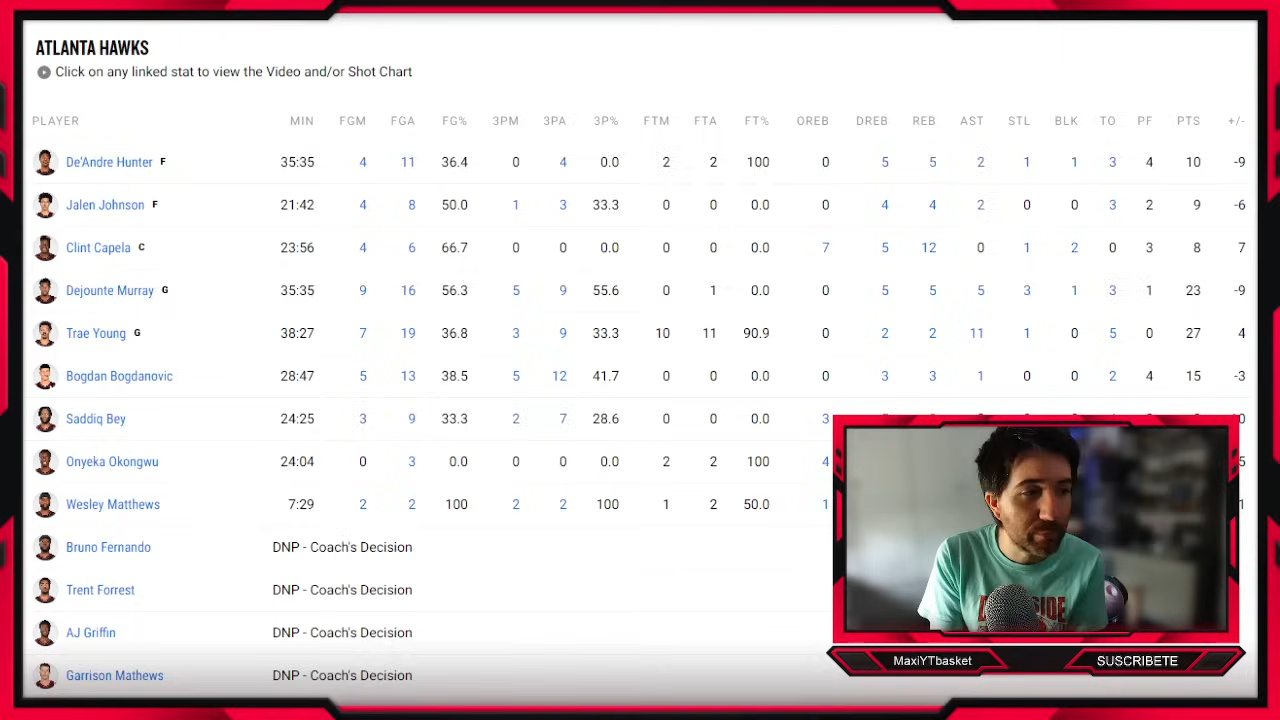 ATLANTA HAWKS
Click on any linked stat to view the Video and/or Shot Chart
PLAYER MIN FGM FGA FG% 3PM 3PA 3P% FTM FTA FT% OREB DREB REB AST STL BLK TO PF PTS +/-
De'Andre Hunter F 35:35 4 11 36.4 0 4 0.0 2 2 100 0 5 5 2 1 1 3 4 10 -9
Jalen Johnson F 21:42 4 8 50.0 1 3 33.3 0 0 0.0 0 4 4 2 0 0 3 2 9 -6
Clint Capela C 23:56 4 6 66.7 0 0 0.0 0 0 0.0 7 5 12 0 1 2 0 3 8 7
Dejounte Murray G 35:35 9 16 56.3 5 9 55.6 0 1 0.0 0 5 5 5 3 1 3 1 23 -9
Trae Young G 38:27 7 19 36.8 3 9 33.3 10 11 90.9 0 2 2 11 1 0 5 0 27 4
Bogdan Bogdanovic 28:47 5 13 38.5 5 12 41.7 0 0 0.0 0 3 3 1 0 0 2 4 15 -3
Saddiq Bey 24:25 3 9 33.3 2 7 28.6 0 0 0.0 3
Onyeka Okongwu 24:04 0 3 0.0 0 0 0.0 2 2 100 4
Wesley Matthews 7:29 2 2 100 2 2 100 1 2 50.0 1
Bruno Fernando DNP - Coach's Decision
Trent Forrest DNP - Coach's Decision
AJ Griffin DNP - Coach's Decision
Garrison Mathews DNP - Coach's Decision
MaxiYTbasket SUSCRIBETE